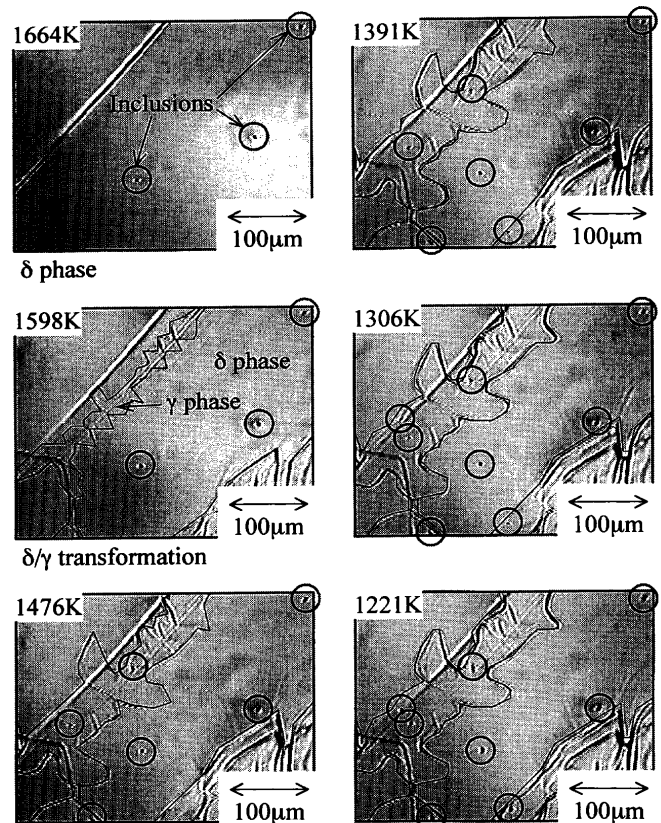 1664K
Inclusions
100μm
δ phase
1598K
δ phase
γ phase
100μm
δ/γ transformation
1476K
100μm
1391K
100μm
1306K
100μm
1221K
100μm